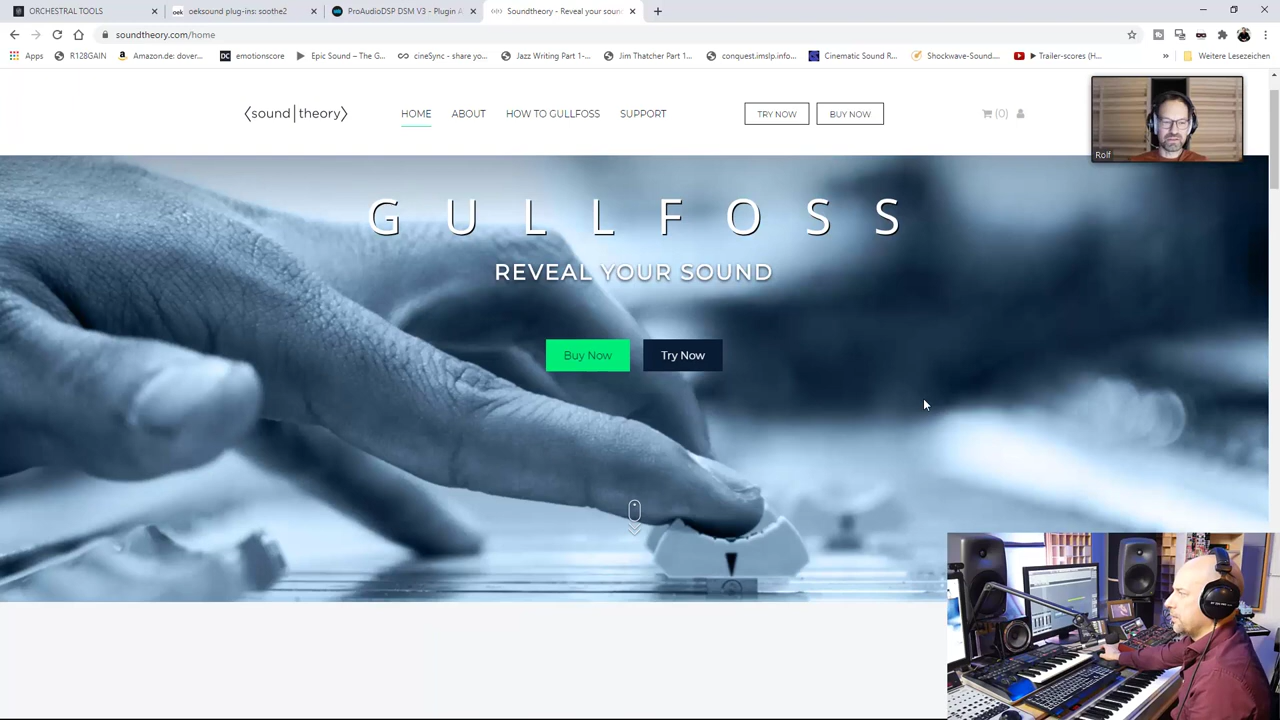 ORCHESTRAL TOOLS
oeksound plug-ins: soothe2
ProAudioDSP DSM V3 - Plugin A
Soundtheory - Reveal your soun
soundtheory.com/home
Apps
R128GAIN
Amazon.de: dover...
emotionscore
Epic Sound – The G...
cineSync - share yo...
Jazz Writing Part 1-...
Jim Thatcher Part 1...
conquest.imslp.info...
Cinematic Sound R...
Shockwave-Sound....
Trailer-scores (H...
Weitere Lesezeichen
⟨sound|theory⟩
HOME
ABOUT
HOW TO GULLFOSS
SUPPORT
TRY NOW
BUY NOW
(0)
Rolf
GULLFOSS
REVEAL YOUR SOUND
Buy Now
Try Now